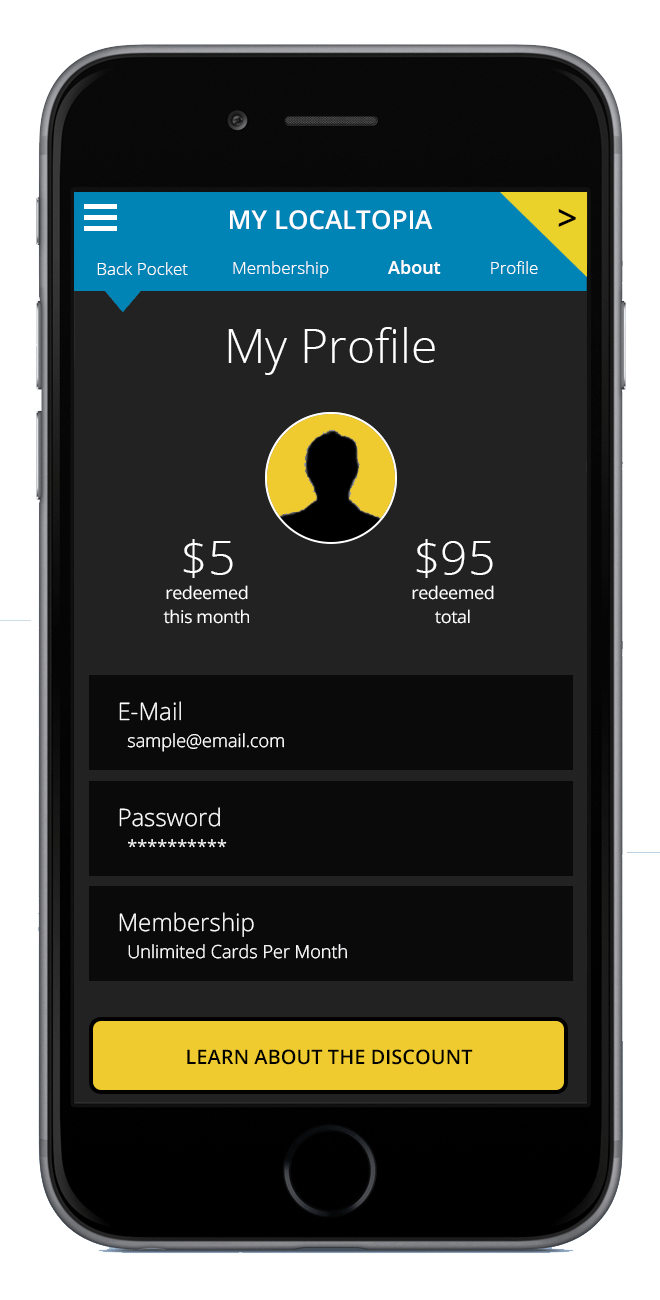 MY LOCALTOPIA
>
Back Pocket Membership About Profile
My Profile
$5
redeemed
this month
$95
redeemed
total
E-Mail
sample@email.com
Password
**********
Membership
Unlimited Cards Per Month
LEARN ABOUT THE DISCOUNT